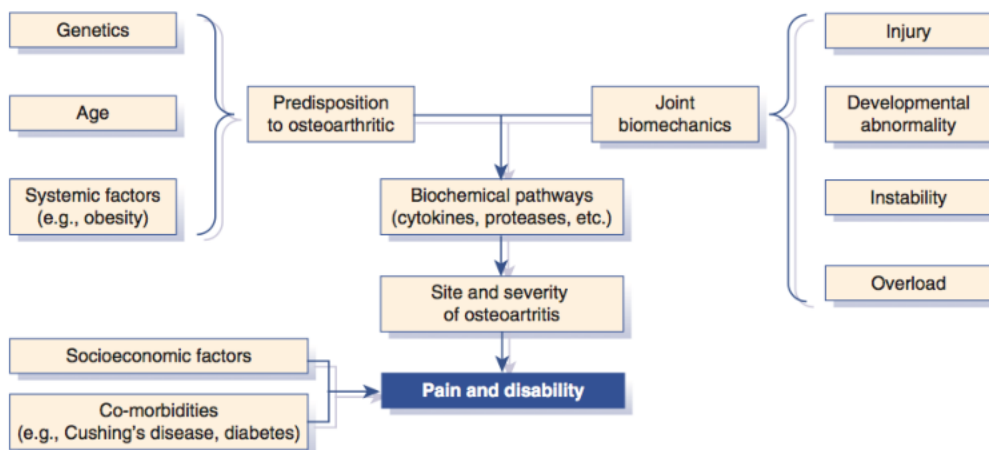 Genetics
Age
Systemic factors
(e.g., obesity)
Predisposition
to osteoarthritic
Joint
biomechanics
Injury
Developmental
abnormality
Instability
Overload
Biochemical pathways
(cytokines, proteases, etc.)
Site and severity
of osteoartritis
Socioeconomic factors
Co-morbidities
(e.g., Cushing's disease, diabetes)
Pain and disability